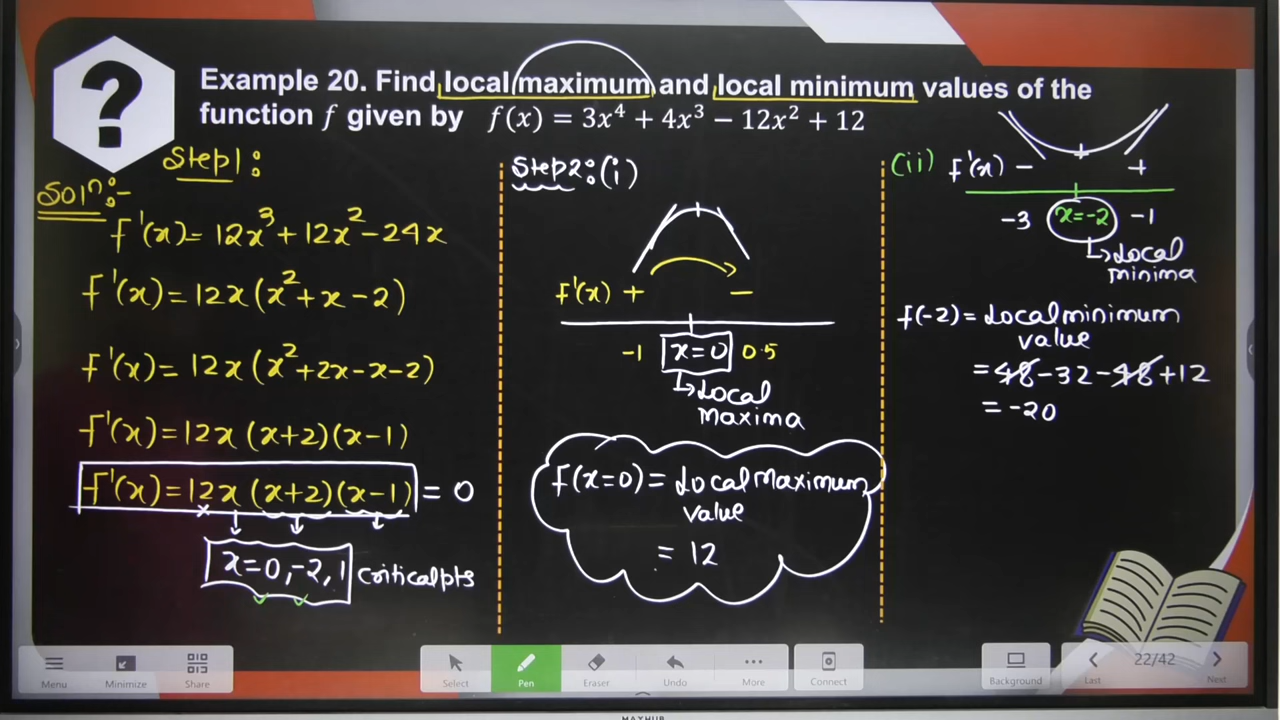 ?
Example 20. Find local maximum and local minimum values of the
function f given by f(x) = 3x⁴ + 4x³ − 12x² + 12
Step1:
Soln:-
f'(x) = 12x³ + 12x² − 24x
f'(x) = 12x(x² + x − 2)
f'(x) = 12x(x² + 2x − x − 2)
f'(x) = 12x(x+2)(x−1)
f'(x) = 12x(x+2)(x−1) = 0
x = 0, −2, 1 critical pts
Step2:(i)
f'(x) + −
−1 x=0 0.5
Local
Maxima
f(x=0) = Local Maximum
value
= 12
(ii) f'(x) − +
−3 x=−2 −1
Local
minima
f(−2) = Local minimum
value
= 48 − 32 − 48 + 12
= −20
Menu
Minimize
Share
Select
Pen
Eraser
Undo
More
Connect
Background
Last
22/42
Next
MAXHUB